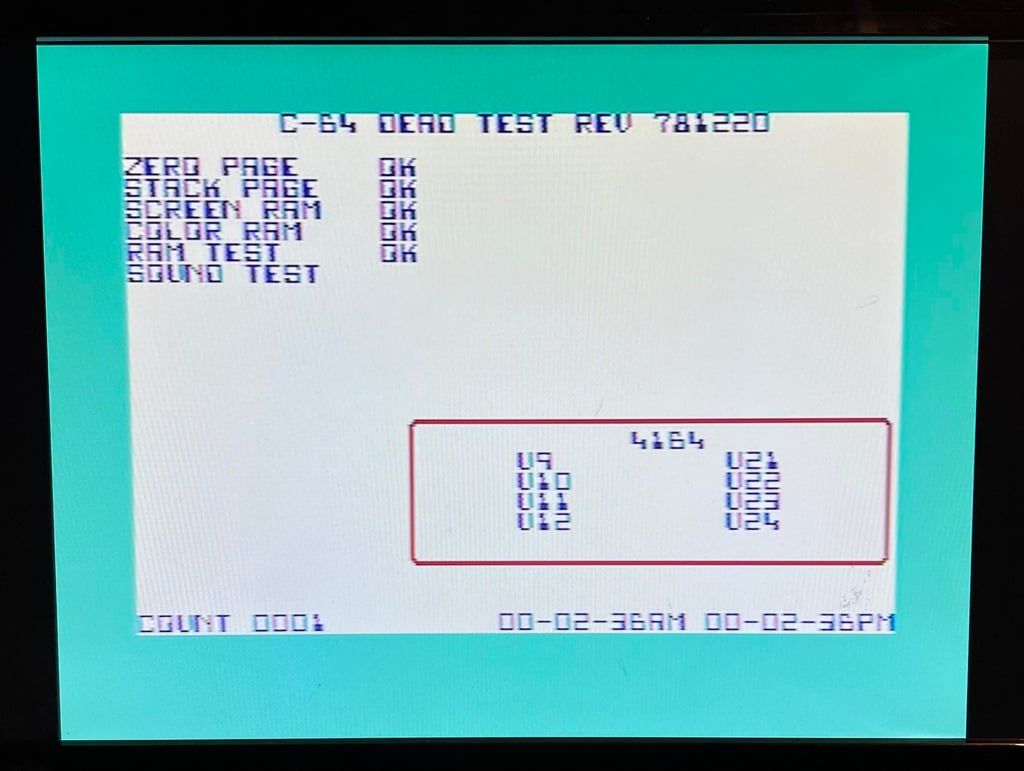 C-64 DEAD TEST REV 781220
ZERO PAGE OK
STACK PAGE OK
SCREEN RAM OK
COLOR RAM OK
RAM TEST OK
SOUND TEST
4164
U9 U21
U10 U22
U11 U23
U12 U24
COUNT 0001 00-02-36AM 00-02-36PM